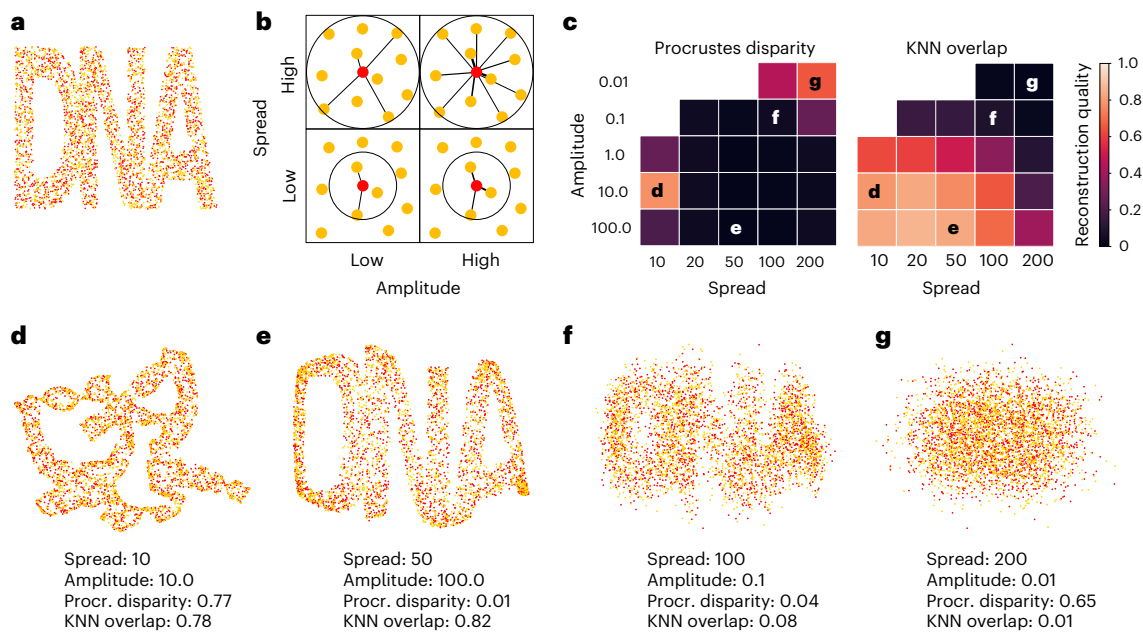 a
b
c
High
Low
Spread
Low
High
Amplitude
Procrustes disparity
KNN overlap
0.01
0.1
1.0
10.0
100.0
Amplitude
g
f
d
e
10
20
50
100
200
Spread
g
f
d
e
10
20
50
100
200
Spread
1.0
0.8
0.6
0.4
0.2
0
Reconstruction quality
DNA
d
e
f
g
Spread: 10
Amplitude: 10.0
Procr. disparity: 0.77
KNN overlap: 0.78
Spread: 50
Amplitude: 100.0
Procr. disparity: 0.01
KNN overlap: 0.82
Spread: 100
Amplitude: 0.1
Procr. disparity: 0.04
KNN overlap: 0.08
Spread: 200
Amplitude: 0.01
Procr. disparity: 0.65
KNN overlap: 0.01